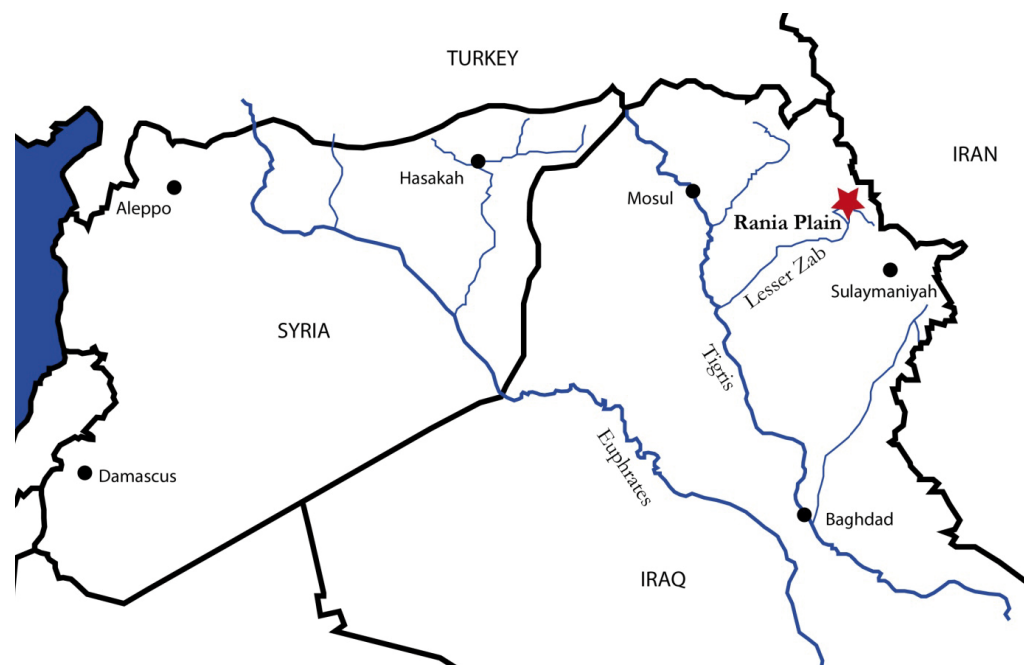 TURKEY
IRAN
Hasakah
Aleppo
Mosul
Rania Plain
Lesser Zab
Sulaymaniyah
SYRIA
Tigris
Euphrates
Damascus
Baghdad
IRAQ